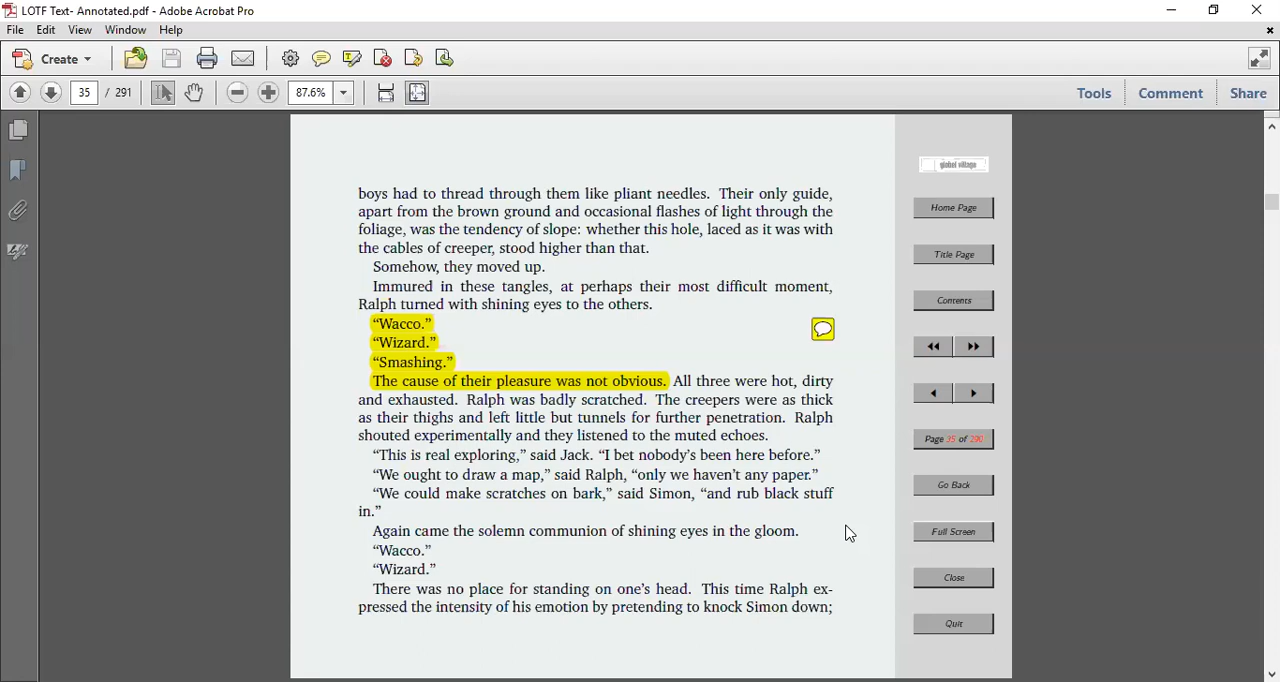 LOTF Text- Annotated.pdf - Adobe Acrobat Pro
File Edit View Window Help
Create
35 / 291 87.6% Tools Comment Share
global village
boys had to thread through them like pliant needles. Their only guide,
apart from the brown ground and occasional flashes of light through the
foliage, was the tendency of slope: whether this hole, laced as it was with
the cables of creeper, stood higher than that.
Somehow, they moved up.
Immured in these tangles, at perhaps their most difficult moment,
Ralph turned with shining eyes to the others.
“Wacco.”
“Wizard.”
“Smashing.”
The cause of their pleasure was not obvious. All three were hot, dirty
and exhausted. Ralph was badly scratched. The creepers were as thick
as their thighs and left little but tunnels for further penetration. Ralph
shouted experimentally and they listened to the muted echoes.
“This is real exploring,” said Jack. “I bet nobody’s been here before.”
“We ought to draw a map,” said Ralph, “only we haven’t any paper.”
“We could make scratches on bark,” said Simon, “and rub black stuff
in.”
Again came the solemn communion of shining eyes in the gloom.
“Wacco.”
“Wizard.”
There was no place for standing on one’s head. This time Ralph ex-
pressed the intensity of his emotion by pretending to knock Simon down;
Home Page
Title Page
Contents
Page 35 of 290
Go Back
Full Screen
Close
Quit